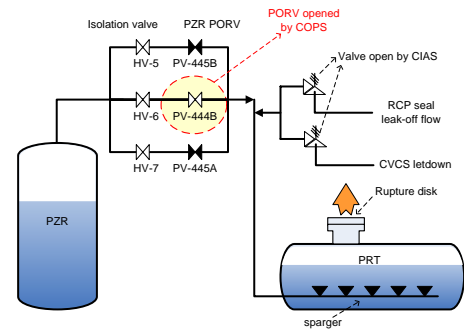 Isolation valve
PZR PORV
PORV opened
by COPS
HV-5
PV-445B
Valve open by CIAS
HV-6
PV-444B
RCP seal
leak-off flow
HV-7
PV-445A
CVCS letdown
Rupture disk
PZR
PRT
sparger